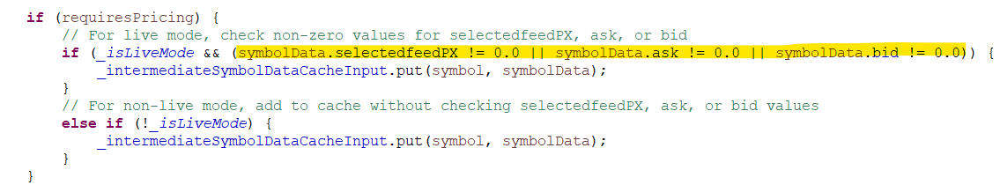 if (requiresPricing) {
// For live mode, check non-zero values for selectedfeedPX, ask, or bid
if (_isLiveMode && (symbolData.selectedfeedPX != 0.0 || symbolData.ask != 0.0 || symbolData.bid != 0.0)) {
_intermediateSymbolDataCacheInput.put(symbol, symbolData);
}
// For non-live mode, add to cache without checking selectedfeedPX, ask, or bid values
else if (!_isLiveMode) {
_intermediateSymbolDataCacheInput.put(symbol, symbolData);
}
}